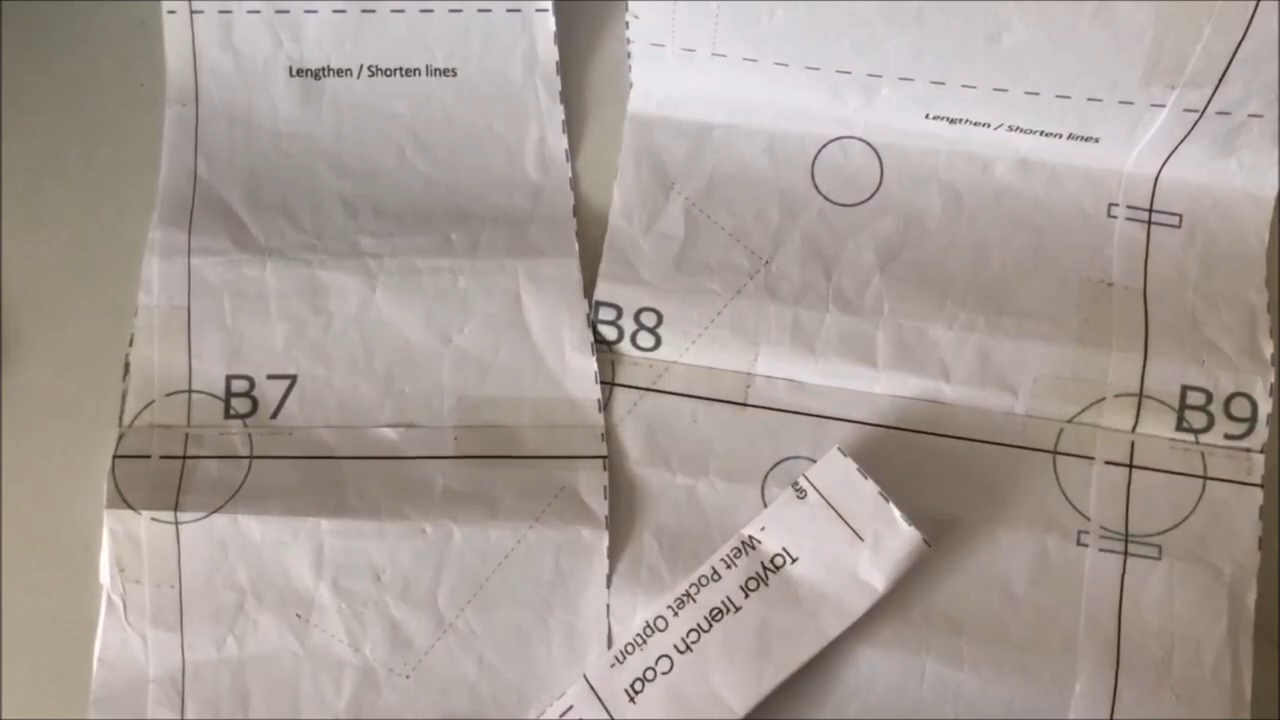 Lengthen / Shorten lines
Lengthen / Shorten lines
B8
B7
B9
Taylor Trench Coat
- Welt Pocket Option-